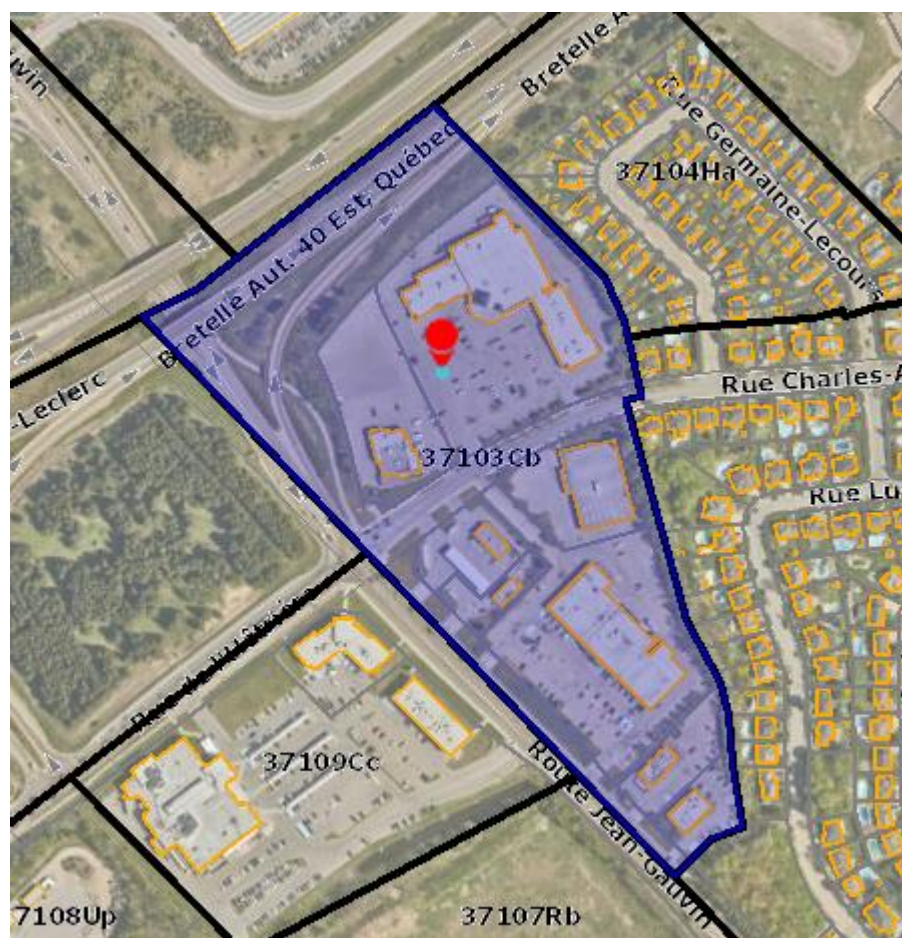 uvin
Bretelle A
Rue Germaine-Lecours
37104Ha
Bretelle Aut. 40 Est, Québec
-Leclerc
Rue Charles-A
37103Cb
Rue Lu
37109Cc
Route Jean-Gauvin
7108Up
37107Rb